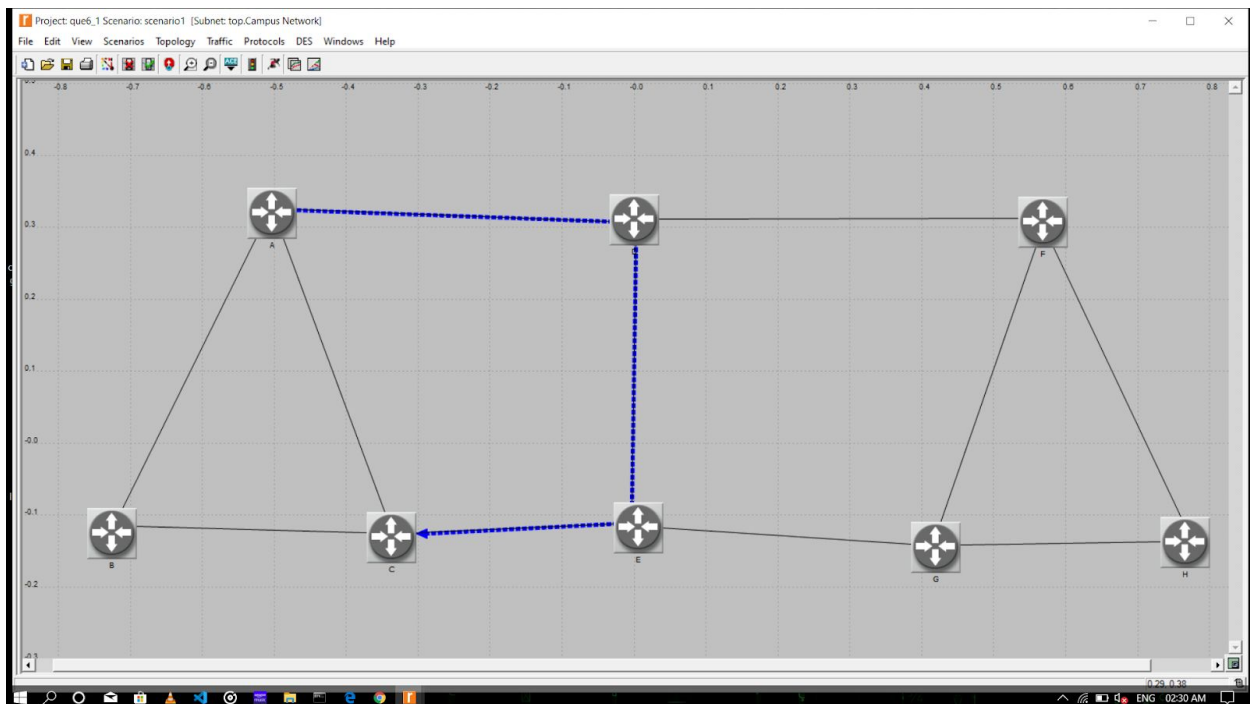 Project: que6_1 Scenario: scenario1 [Subnet: top.Campus Network]
File Edit View Scenarios Topology Traffic Protocols DES Windows Help
-0.8 -0.7 -0.6 -0.5 -0.4 -0.3 -0.2 -0.1 -0.0 0.1 0.2 0.3 0.4 0.5 0.6 0.7 0.8
0.4
0.3
A
F
0.2
0.1
-0.0
-0.1
B
C
E
G
H
-0.2
-0.3
0.29, 0.38
ENG 02:30 AM